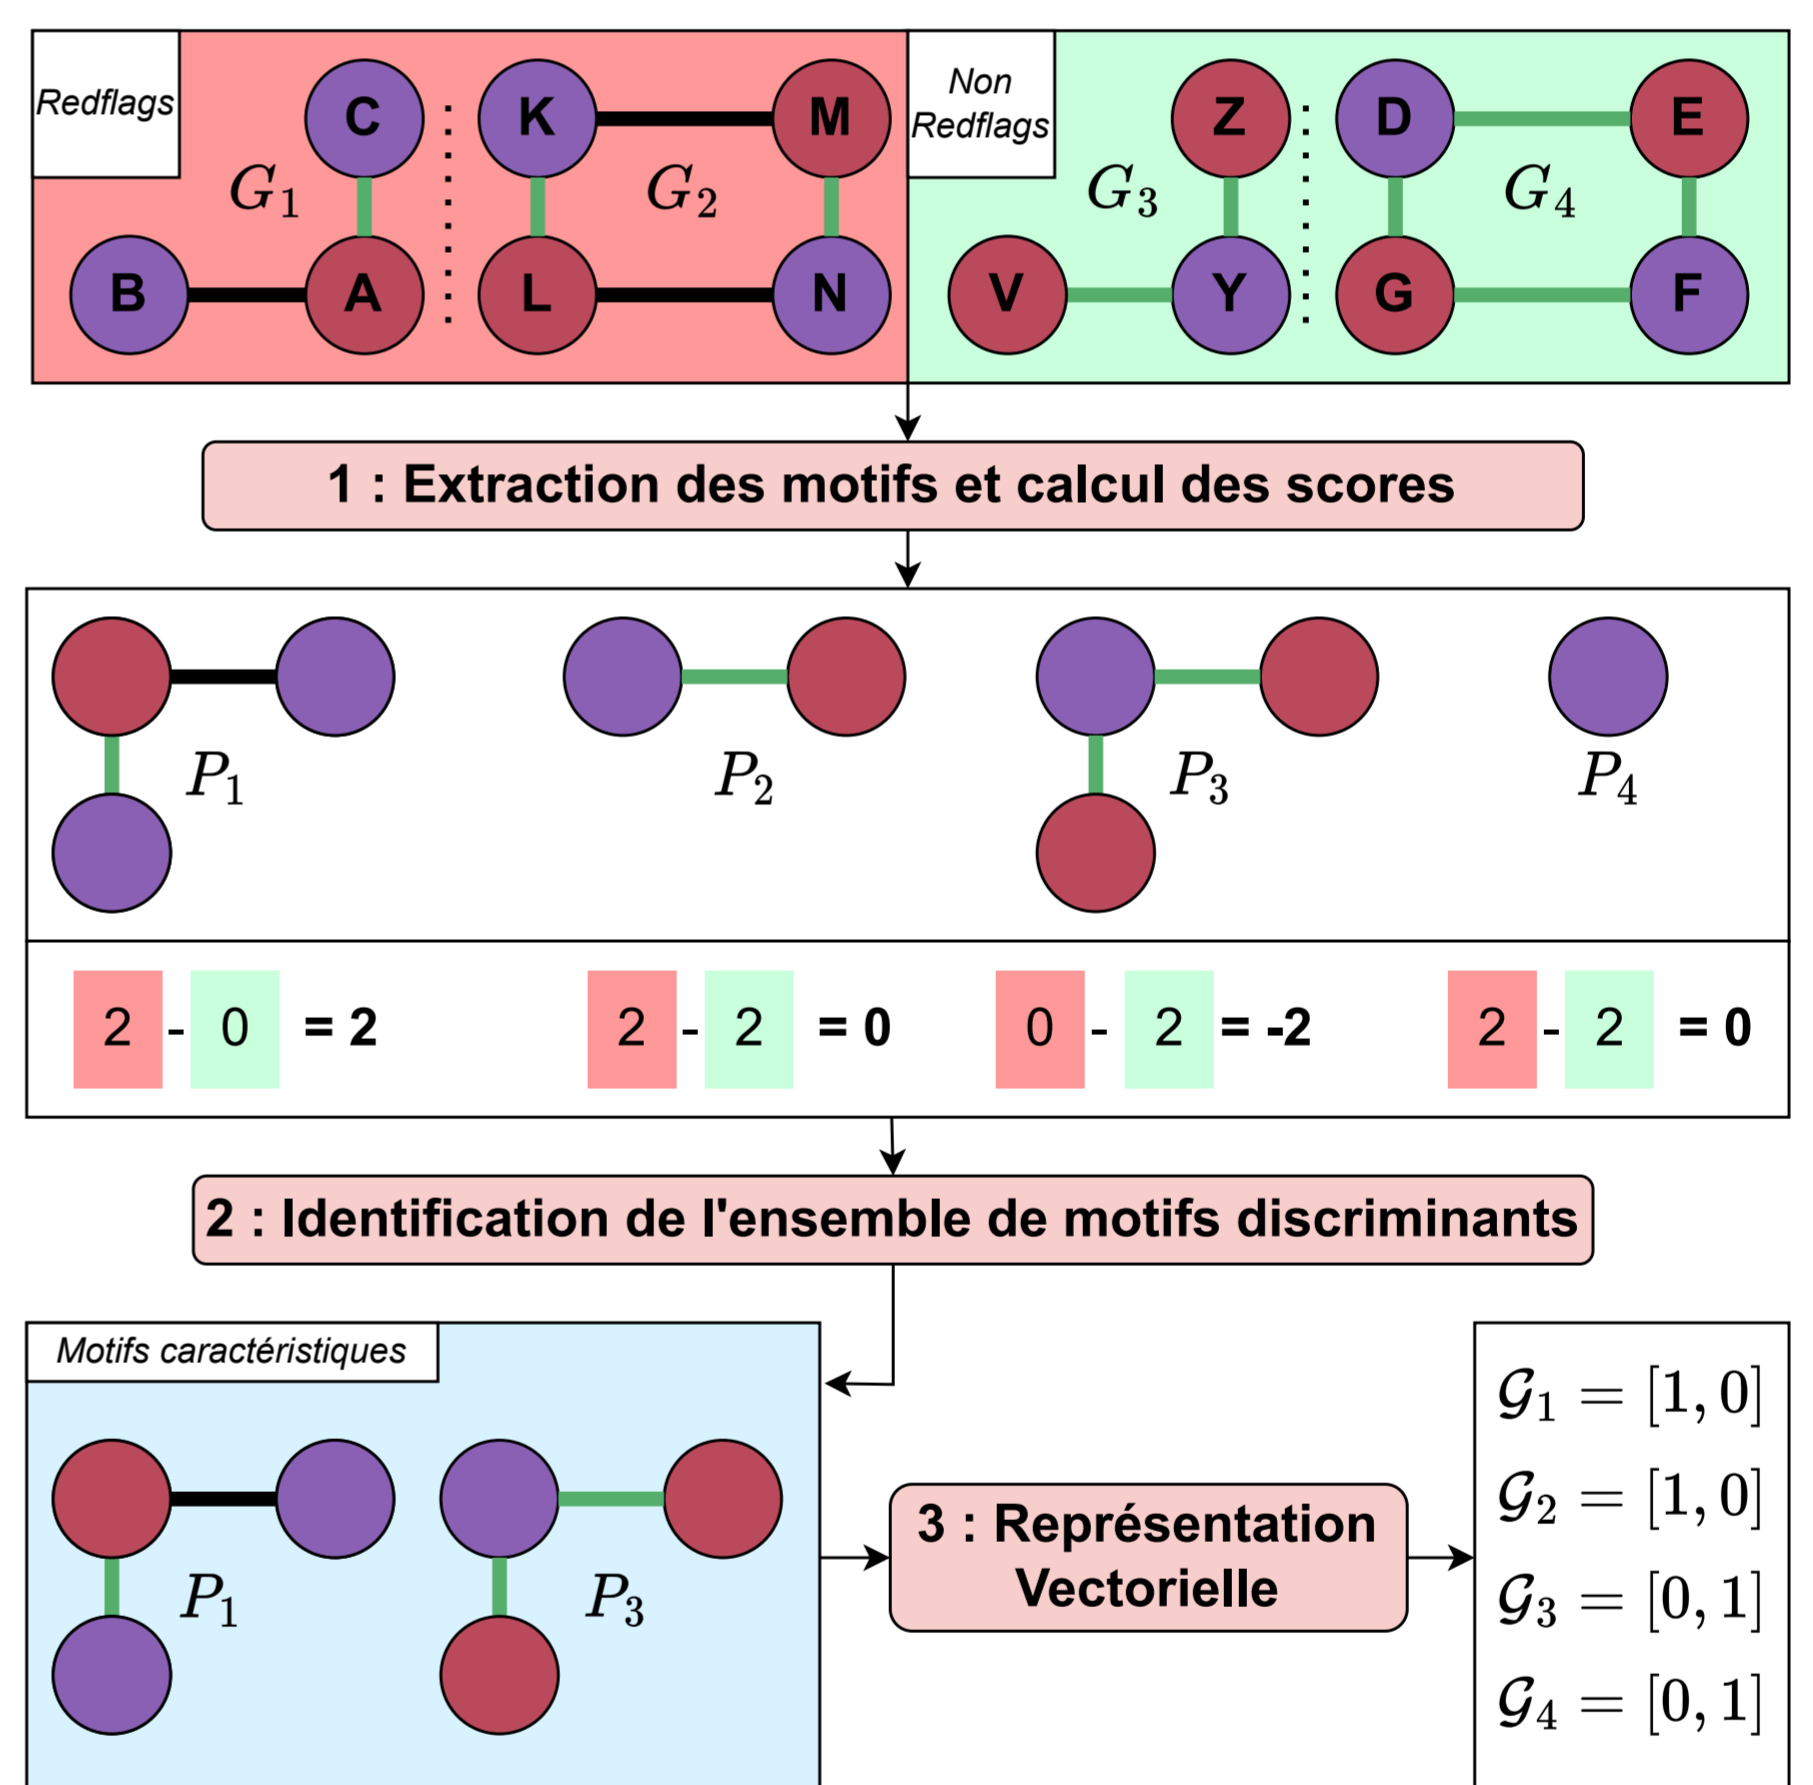 Redflags
C
K
M
Non
Redflags
Z
D
E
G1
G2
G3
G4
B
A
L
N
V
Y
G
F
1 : Extraction des motifs et calcul des scores
P1
P2
P3
P4
2 - 0 = 2
2 - 2 = 0
0 - 2 = -2
2 - 2 = 0
2 : Identification de l'ensemble de motifs discriminants
Motifs caractéristiques
P1
P3
3 : Représentation
Vectorielle
𝒢1 = [1, 0]
𝒢2 = [1, 0]
𝒢3 = [0, 1]
𝒢4 = [0, 1]